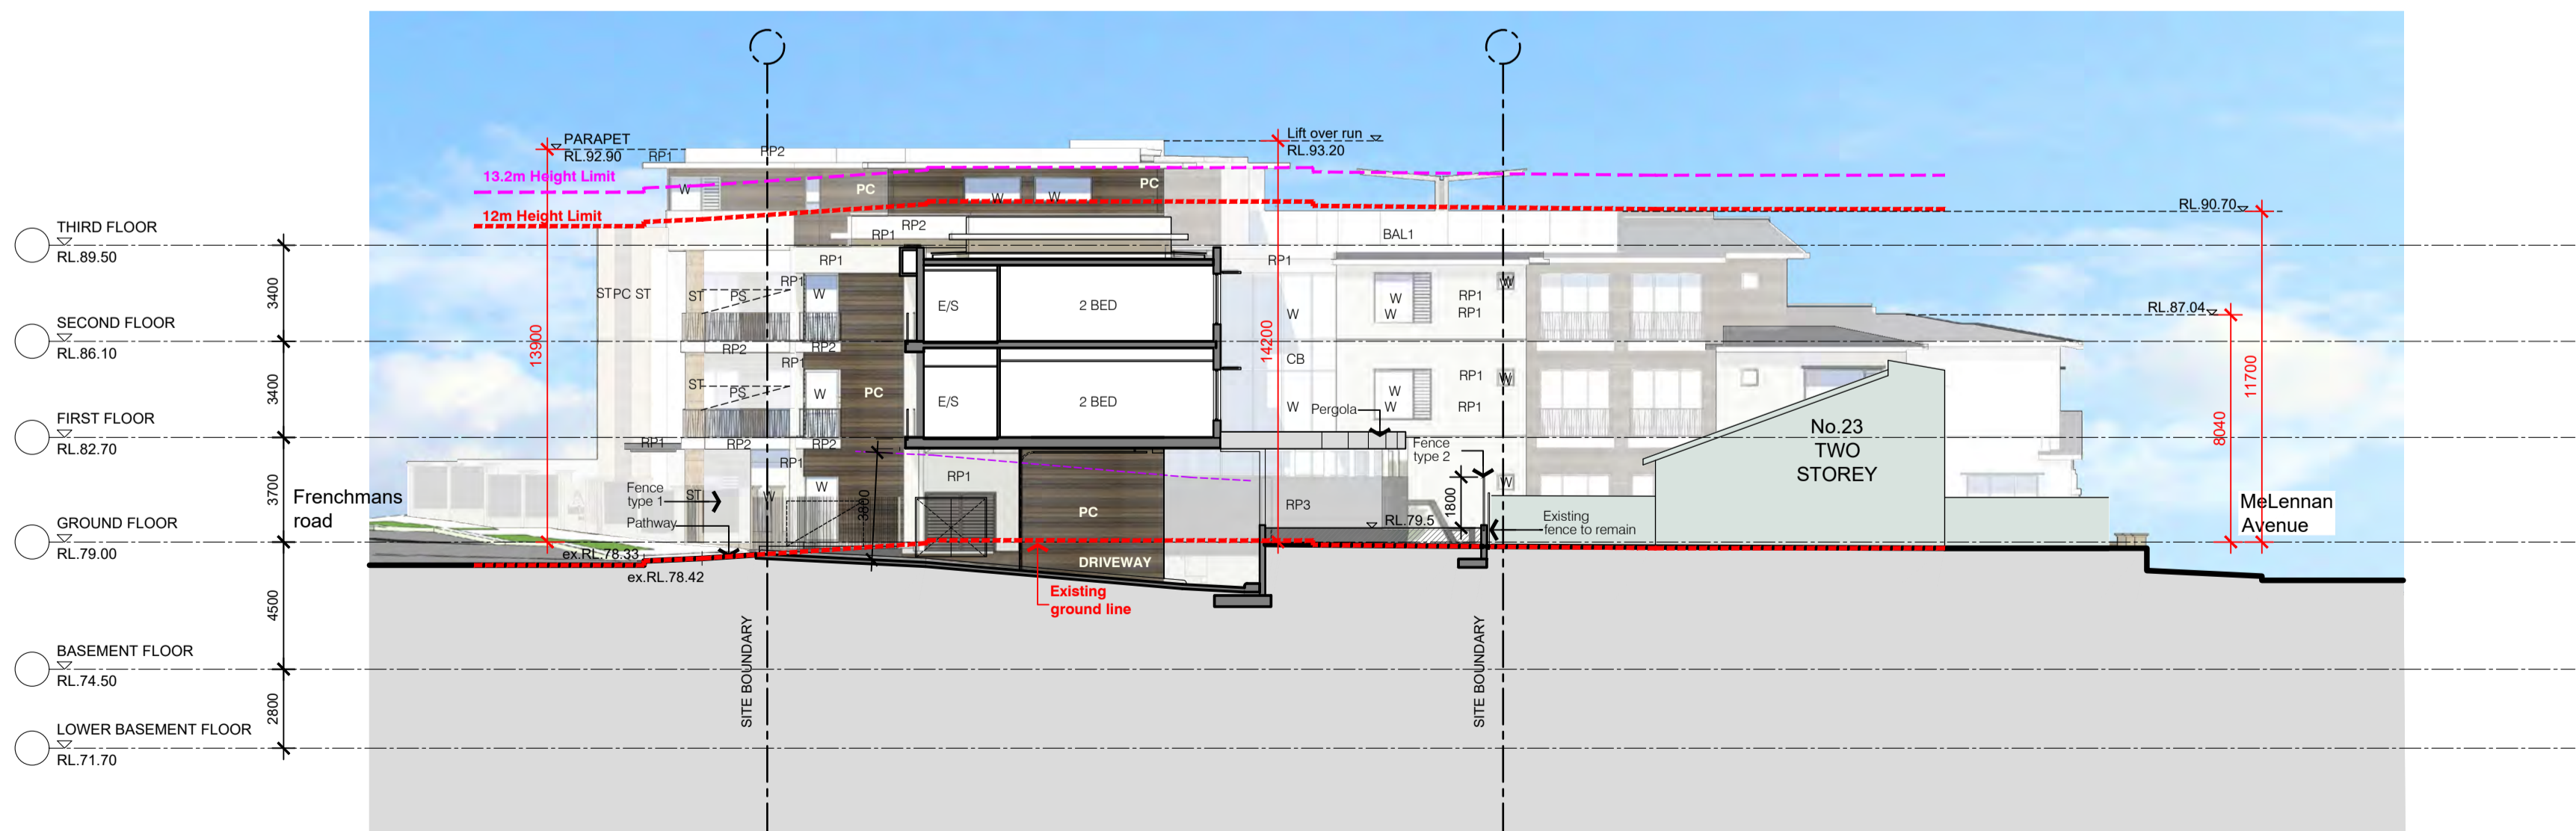 PARAPET
RL.92.90
RP1
RP2
Lift over run
RL.93.20
13.2m Height Limit
W
PC
W
W
PC
12m Height Limit
RL.90.70
THIRD FLOOR
RL.89.50
RP2
RP1
BAL1
RP1
RP1
3400
ST PC ST
ST
PS
RP1
W
E/S
2 BED
W
W
W
RP1
RP1
W
RL.87.04
SECOND FLOOR
RL.86.10
13900
RP2
RP2
14200
CB
RP1
3400
ST
PS
W
PC
E/S
2 BED
W
Pergola
W
W
RP1
RP1
W
No.23
TWO
STOREY
8040
11700
FIRST FLOOR
RL.82.70
RP1
RP2
RP2
Fence
type 2
RP1
RP1
3700
Frenchmans
road
Fence
type 1
ST
W
W
3800
RP3
1800
W
MeLennan
Avenue
Pathway
PC
RL.79.5
Existing
fence to remain
GROUND FLOOR
RL.79.00
ex.RL.78.33
ex.RL.78.42
DRIVEWAY
Existing
ground line
4500
SITE BOUNDARY
SITE BOUNDARY
BASEMENT FLOOR
RL.74.50
2800
LOWER BASEMENT FLOOR
RL.71.70